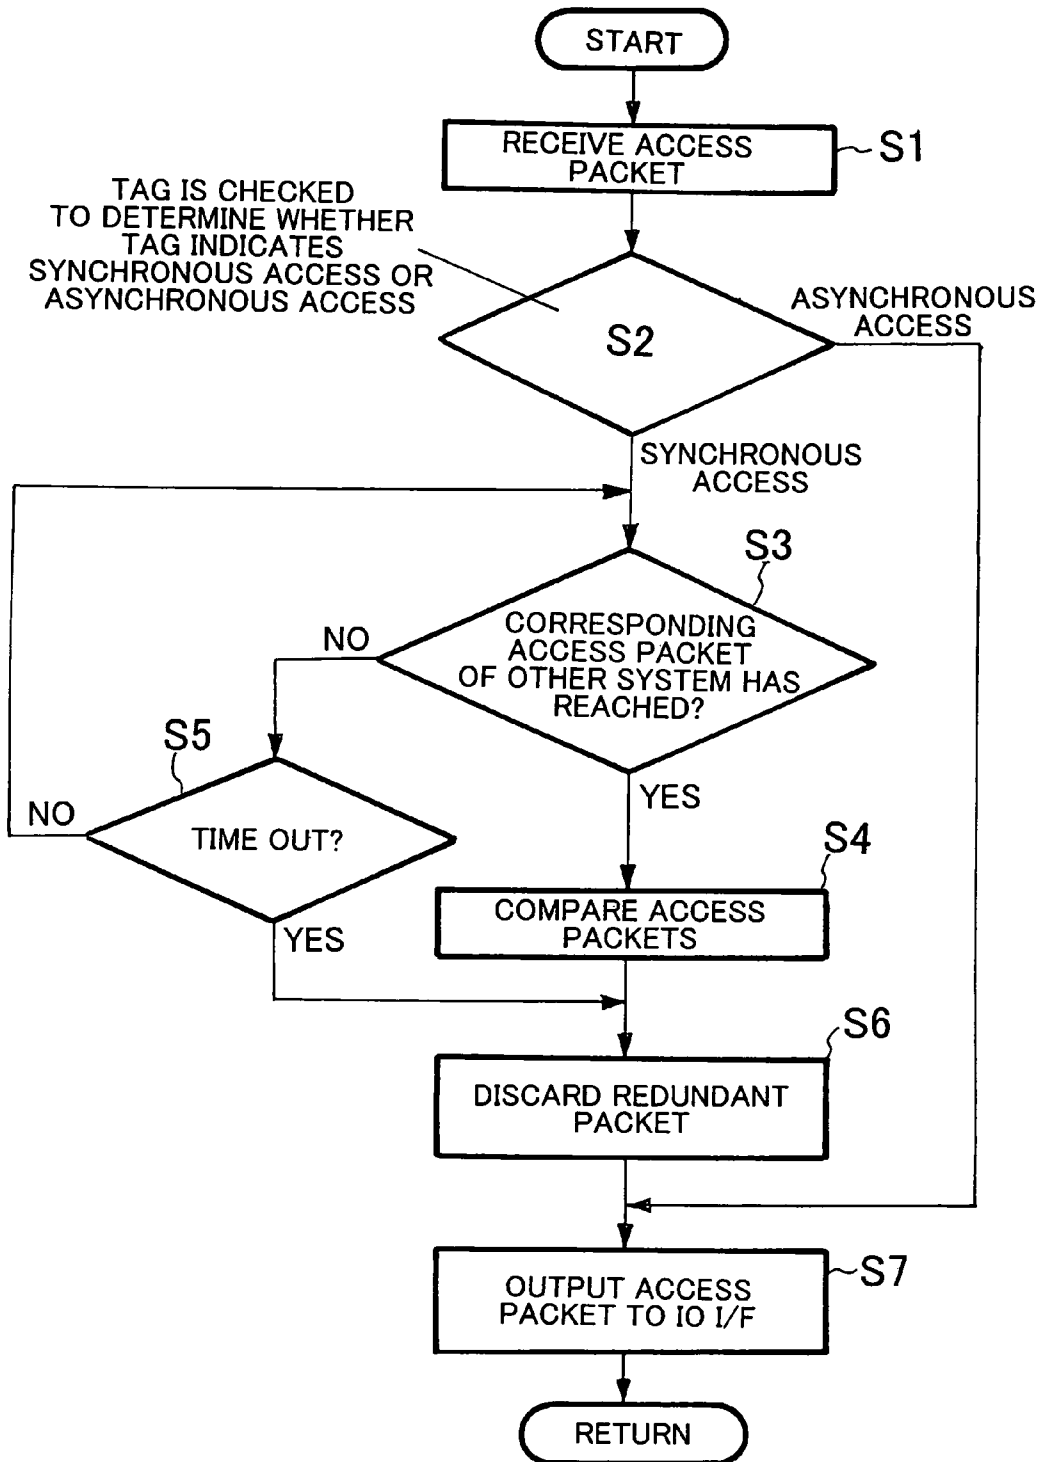 START
RECEIVE ACCESS
PACKET
S1
TAG IS CHECKED
TO DETERMINE WHETHER
TAG INDICATES
SYNCHRONOUS ACCESS OR
ASYNCHRONOUS ACCESS
S2
ASYNCHRONOUS
ACCESS
SYNCHRONOUS
ACCESS
S3
CORRESPONDING
ACCESS PACKET
OF OTHER SYSTEM HAS
REACHED?
NO
YES
S5
NO
TIME OUT?
YES
S4
COMPARE ACCESS
PACKETS
S6
DISCARD REDUNDANT
PACKET
S7
OUTPUT ACCESS
PACKET TO IO I/F
RETURN